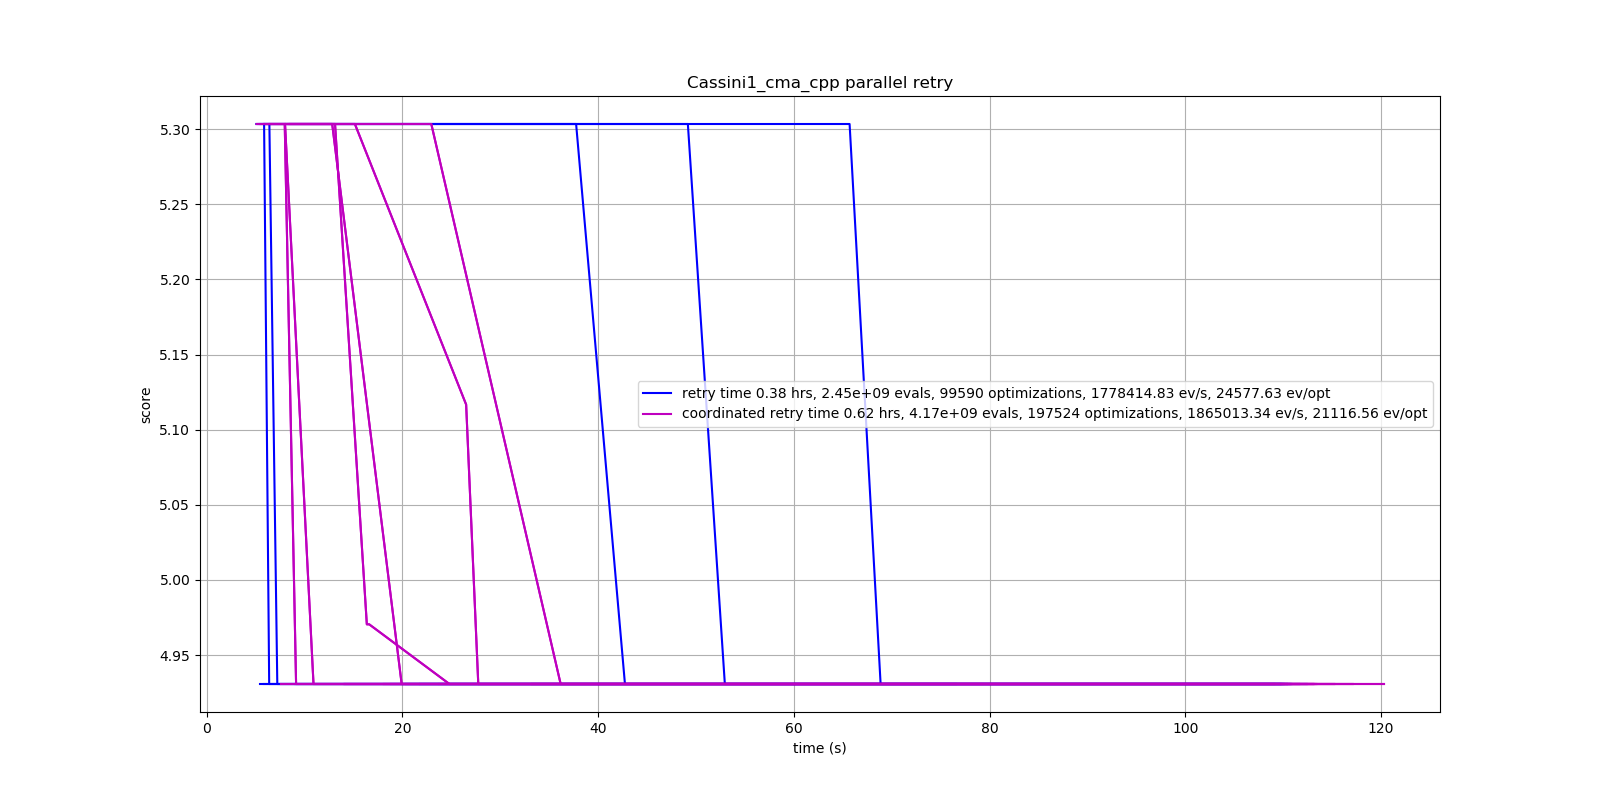 Cassini1_cma_cpp parallel retry
5.30
5.25
5.20
5.15
5.10
5.05
5.00
4.95
score
retry time 0.38 hrs, 2.45e+09 evals, 99590 optimizations, 1778414.83 ev/s, 24577.63 ev/opt
coordinated retry time 0.62 hrs, 4.17e+09 evals, 197524 optimizations, 1865013.34 ev/s, 21116.56 ev/opt
0 20 40 60 80 100 120
time (s)